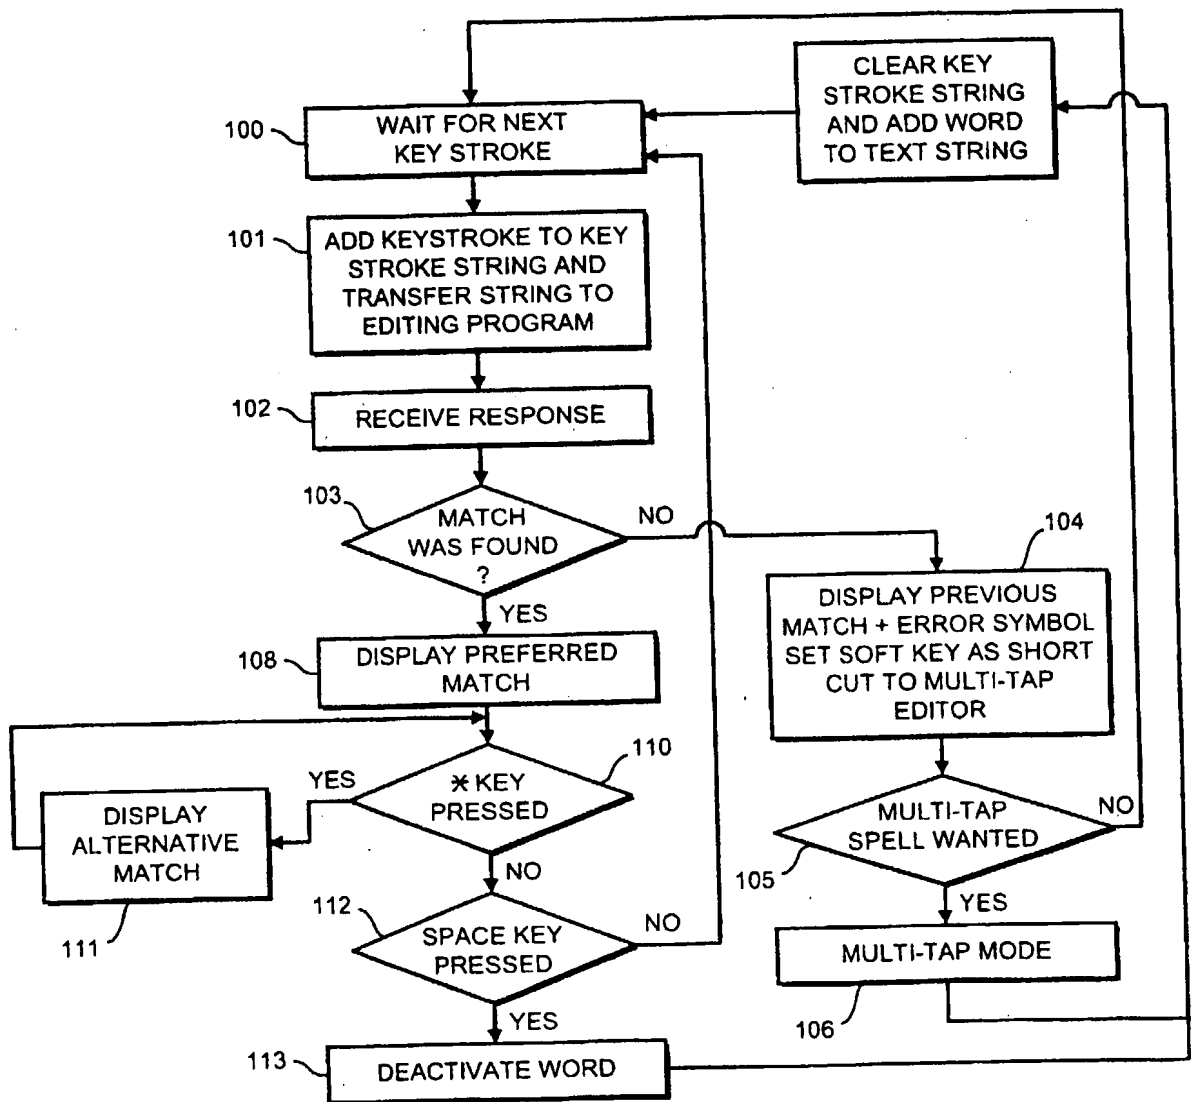 CLEAR KEY
STROKE STRING
AND ADD WORD
TO TEXT STRING
100
WAIT FOR NEXT
KEY STROKE
101
ADD KEYSTROKE TO KEY
STROKE STRING AND
TRANSFER STRING TO
EDITING PROGRAM
102
RECEIVE RESPONSE
103
MATCH
WAS FOUND
?
NO
YES
104
DISPLAY PREVIOUS
MATCH + ERROR SYMBOL
SET SOFT KEY AS SHORT
CUT TO MULTI-TAP
EDITOR
108
DISPLAY PREFERRED
MATCH
110
* KEY
PRESSED
YES
NO
DISPLAY
ALTERNATIVE
MATCH
111
105
MULTI-TAP
SPELL WANTED
NO
YES
112
SPACE KEY
PRESSED
NO
YES
MULTI-TAP MODE
106
113
DEACTIVATE WORD